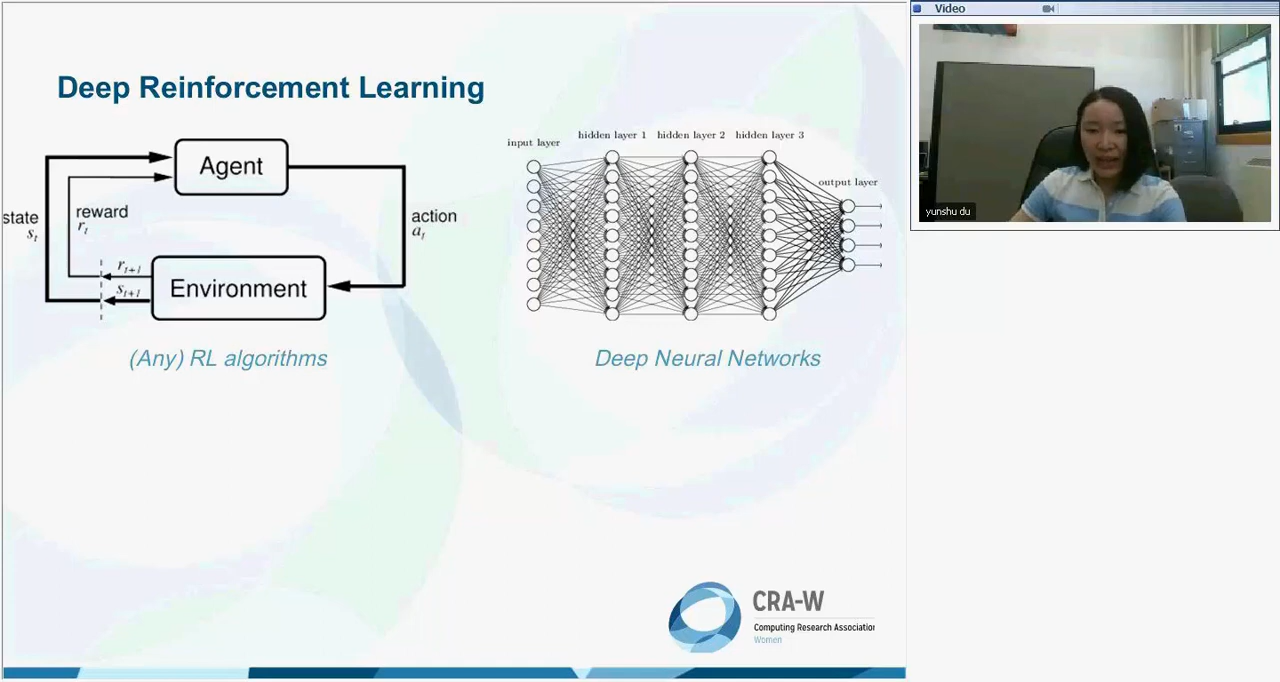 Deep Reinforcement Learning
Agent
state
s_t
reward
r_t
action
a_t
r_{t+1}
s_{t+1}
Environment
(Any) RL algorithms
input layer
hidden layer 1 hidden layer 2 hidden layer 3
output layer
Deep Neural Networks
CRA-W
Computing Research Association
Women
Video
yunshu du